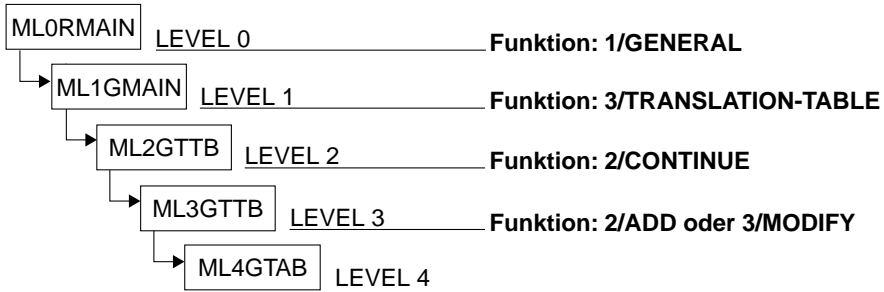 ML0RMAIN LEVEL 0 Funktion: 1/GENERAL
ML1GMAIN LEVEL 1 Funktion: 3/TRANSLATION-TABLE
ML2GTTB LEVEL 2 Funktion: 2/CONTINUE
ML3GTTB LEVEL 3 Funktion: 2/ADD oder 3/MODIFY
ML4GTAB LEVEL 4